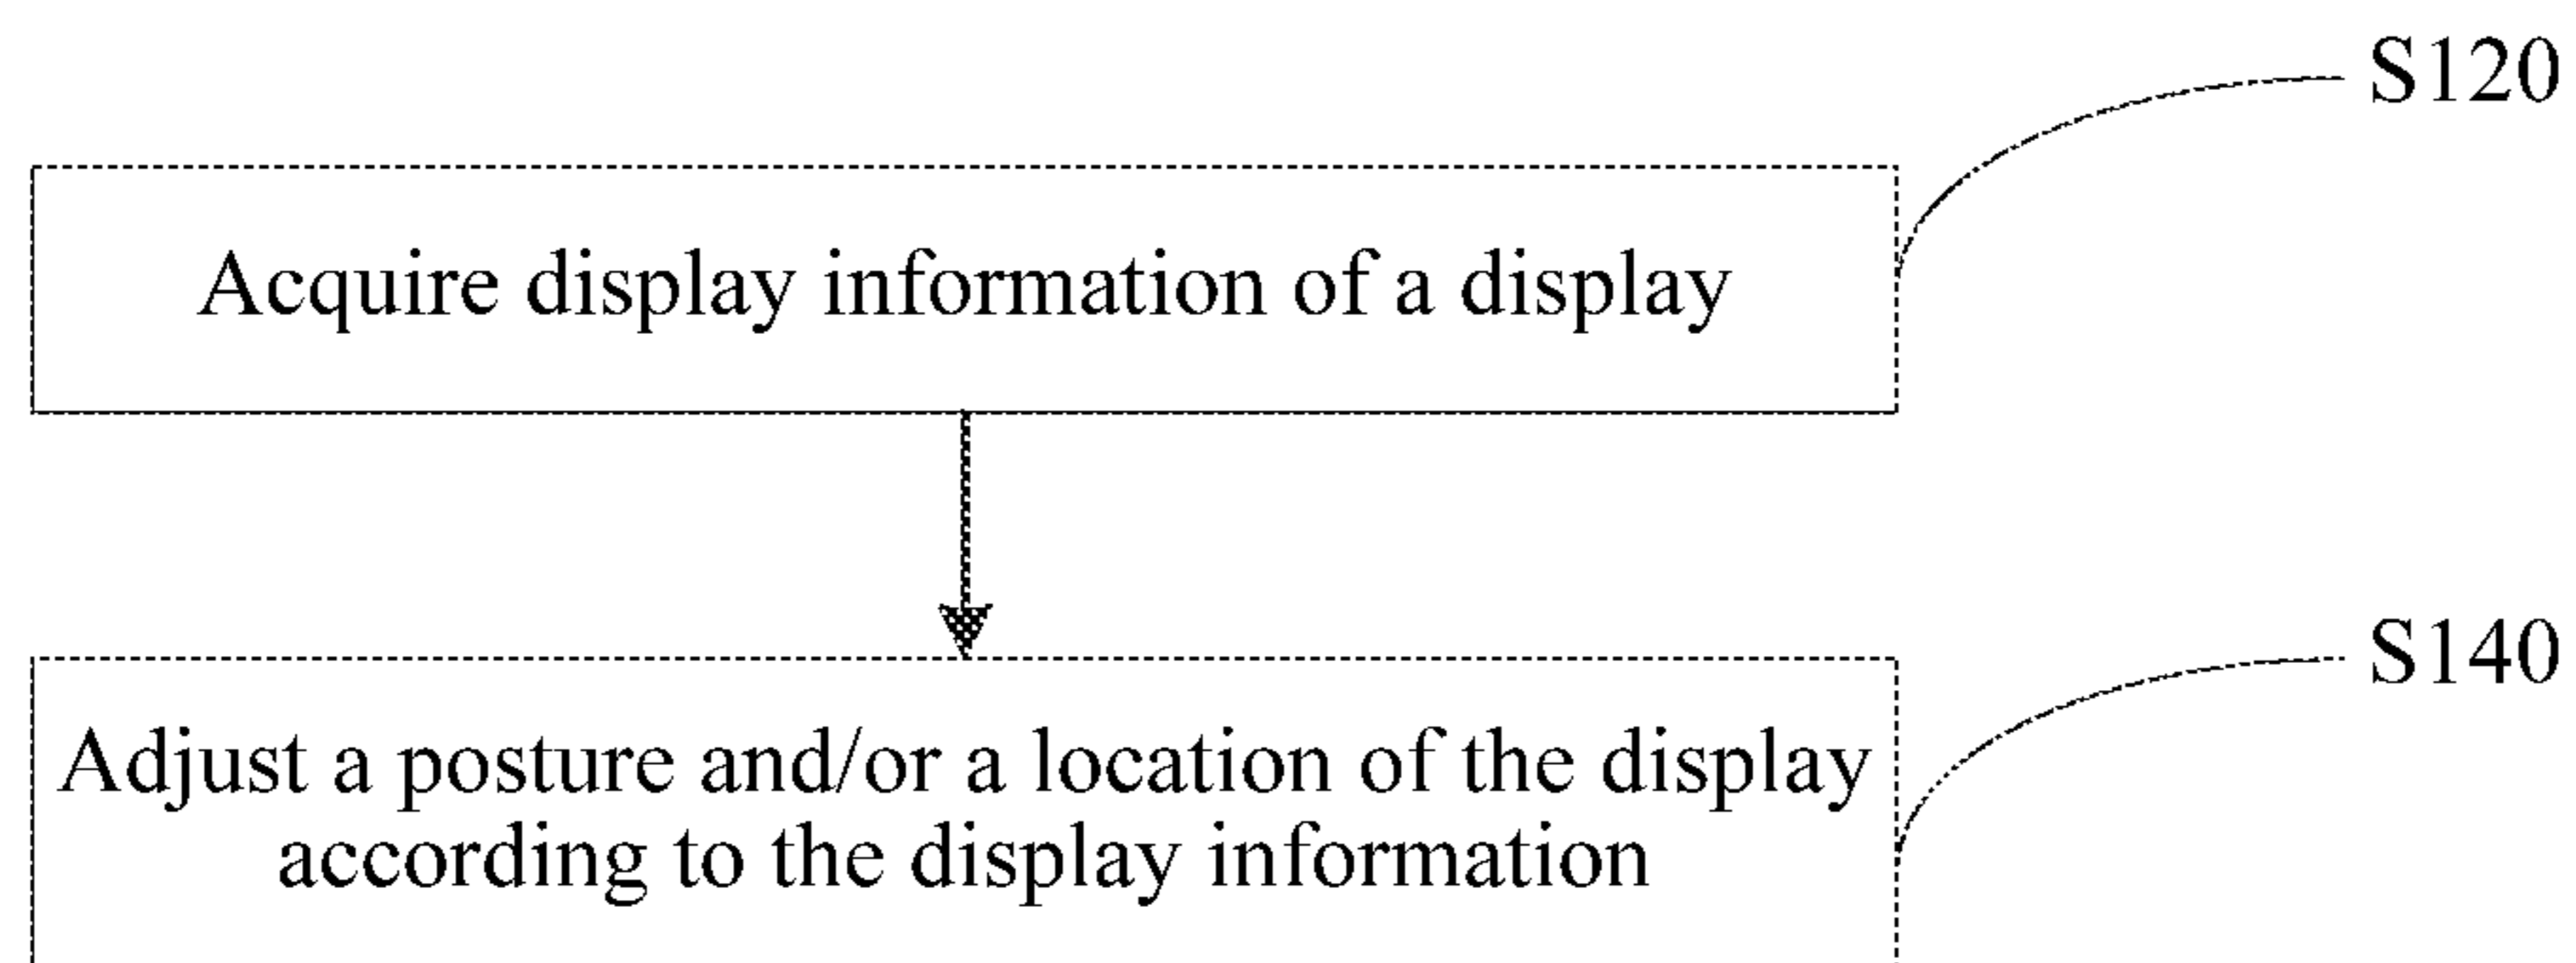 S120
Acquire display information of a display
S140
Adjust a posture and/or a location of the display
according to the display information